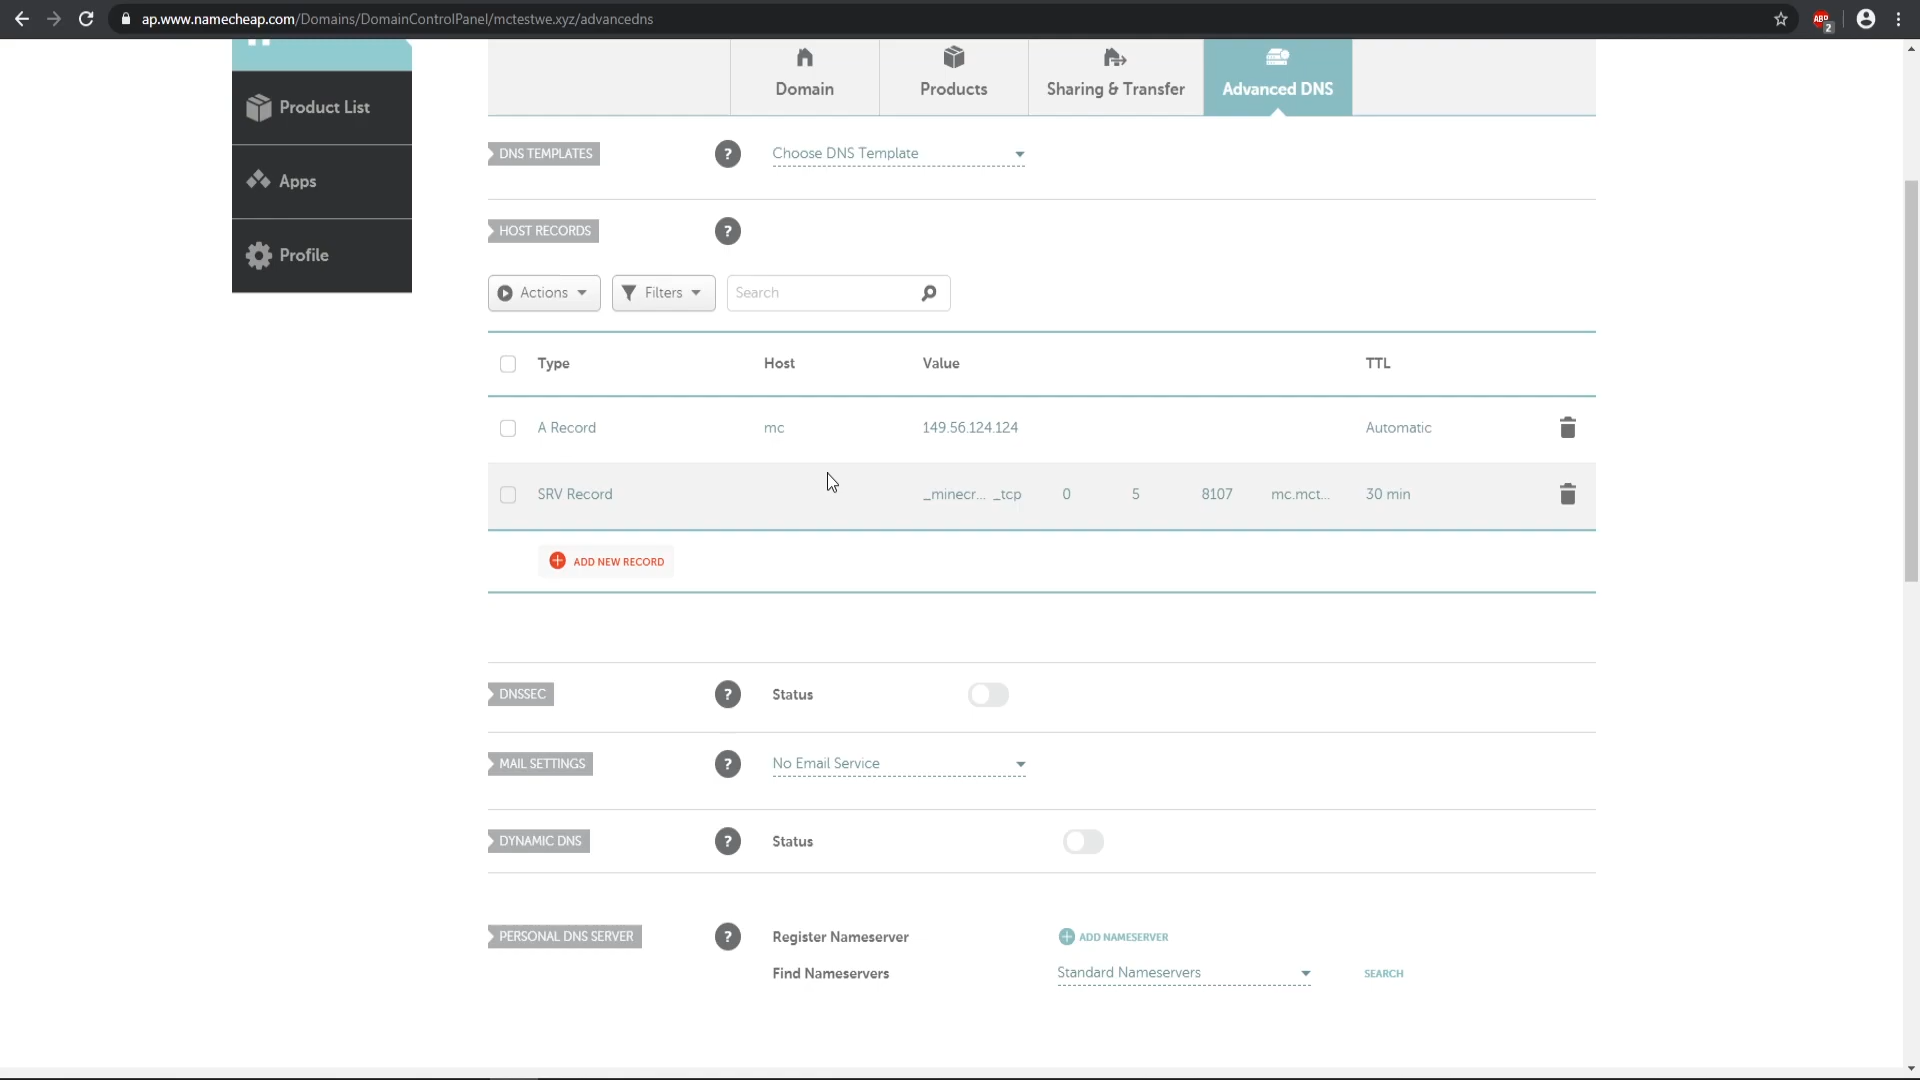 ap.www.namecheap.com/Domains/DomainControlPanel/mctestwe.xyz/advancedns
ABP
2
Product List
Apps
Profile
Domain
Products
Sharing & Transfer
Advanced DNS
DNS TEMPLATES
?
Choose DNS Template
HOST RECORDS
?
Actions
Filters
Search
Type Host Value TTL
A Record mc 149.56.124.124 Automatic
SRV Record _minecr... _tcp 0 5 8107 mc.mct... 30 min
ADD NEW RECORD
DNSSEC
?
Status
MAIL SETTINGS
?
No Email Service
DYNAMIC DNS
?
Status
PERSONAL DNS SERVER
?
Register Nameserver
ADD NAMESERVER
Find Nameservers
Standard Nameservers
SEARCH